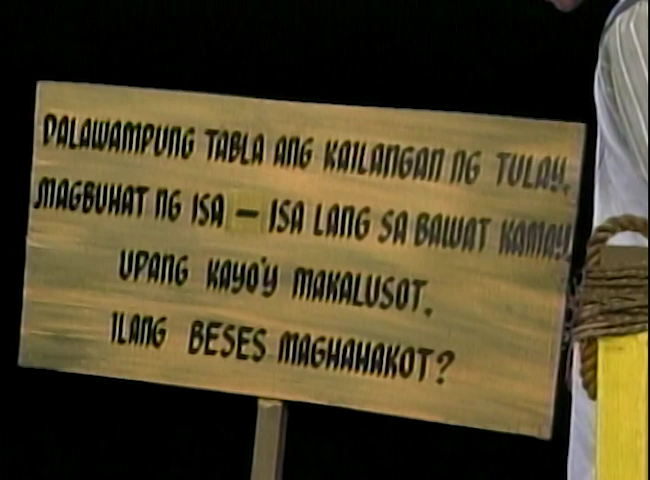 DALAWAMPUNG TABLA ANG KAILANGAN NG TULAY,
MAGBUHAT NG ISA – ISA LANG SA BAWAT KAMAY,
UPANG KAYO'Y MAKALUSOT,
ILANG BESES MAGHAHAKOT?